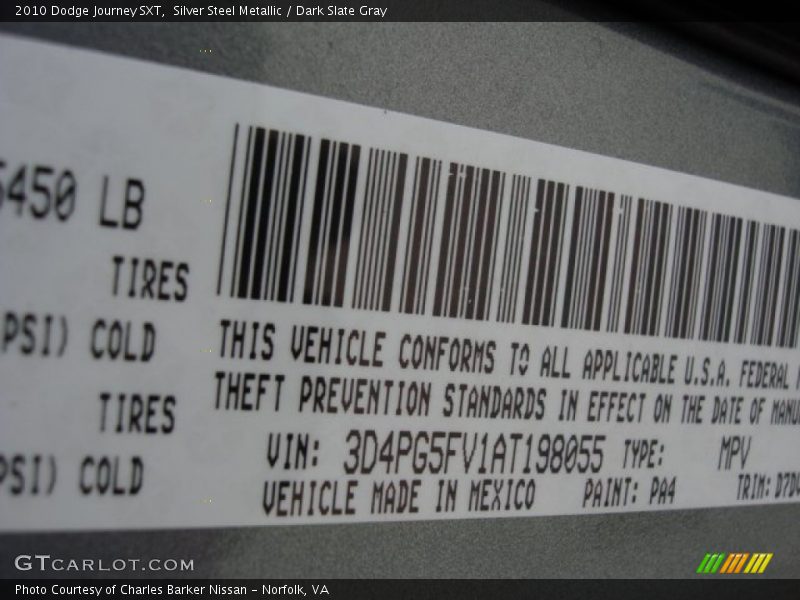 2010 Dodge Journey SXT, Silver Steel Metallic / Dark Slate Gray
5450 LB
TIRES
PSI) COLD
TIRES
PSI) COLD
THIS VEHICLE CONFORMS TO ALL APPLICABLE U.S.A. FEDERAL
THEFT PREVENTION STANDARDS IN EFFECT ON THE DATE OF MANU
VIN: 3D4PG5FV1AT198055 TYPE: MPV
VEHICLE MADE IN MEXICO PAINT: PA4 TRIM:
GTCARLOT.COM
Photo Courtesy of Charles Barker Nissan - Norfolk, VA